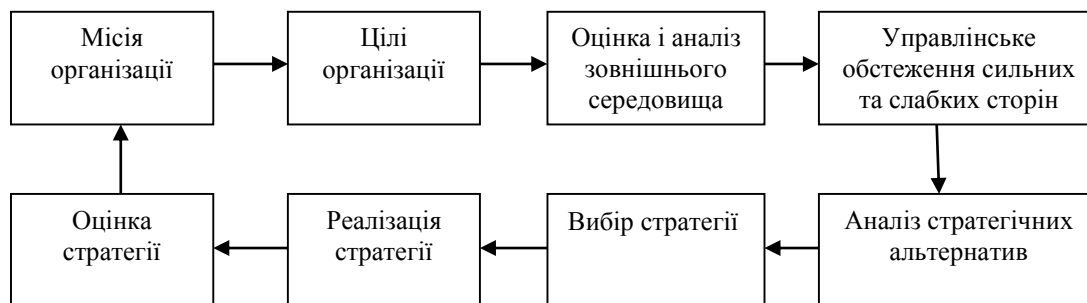 Місія
організації
Цілі
організації
Оцінка і аналіз
зовнішнього
середовища
Управлінське
обстеження сильних
та слабких сторін
Оцінка
стратегії
Реалізація
стратегії
Вибір стратегії
Аналіз стратегічних
альтернатив